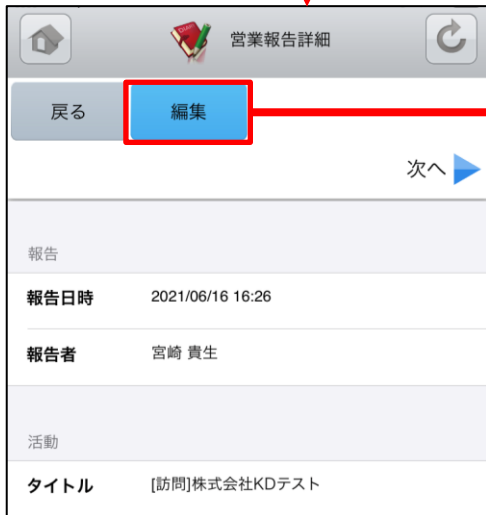 営業報告詳細
戻る
編集
次へ
報告
報告日時 2021/06/16 16:26
報告者 宮崎 貴生
活動
タイトル [訪問]株式会社KDテスト